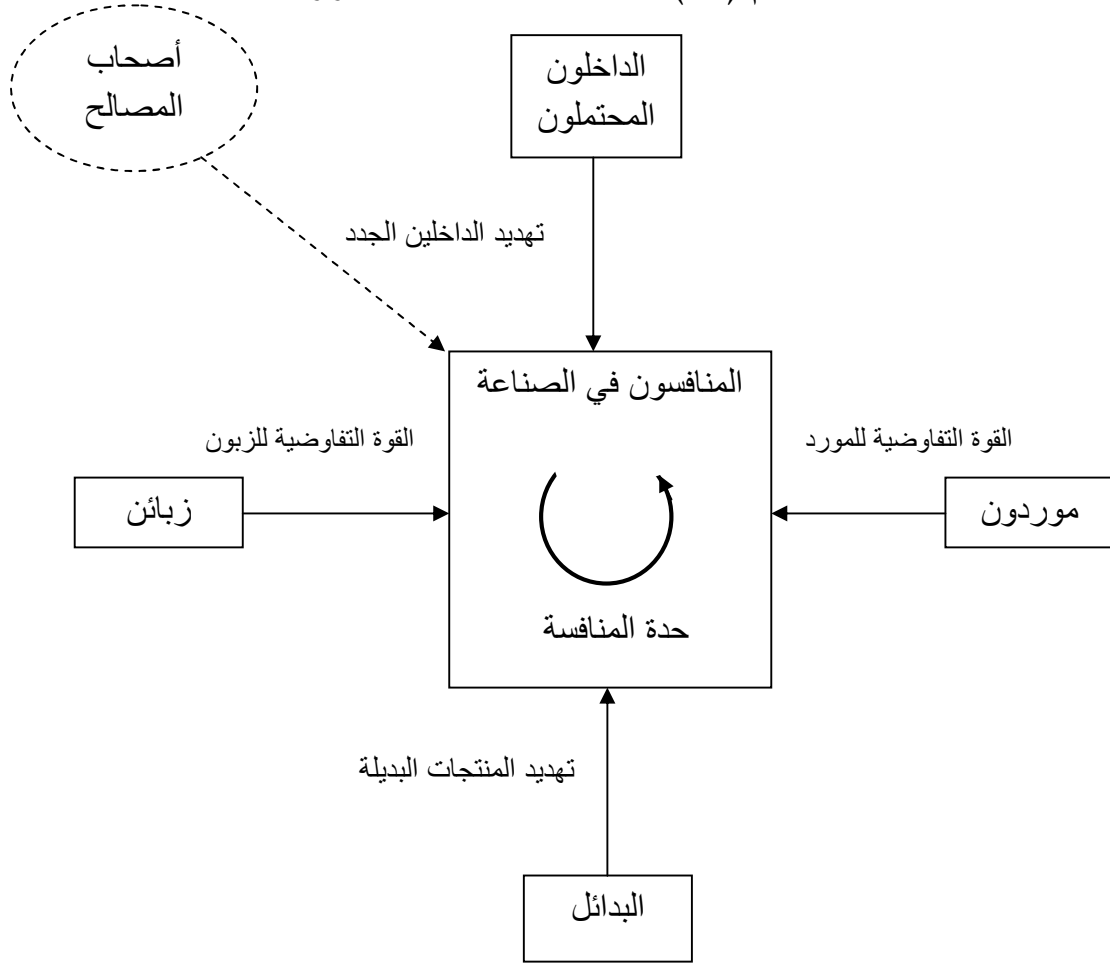 أصحاب
المصالح
الداخلون
المحتملون
تهديد الداخلين الجدد
المنافسون في الصناعة
القوة التفاوضية للمورد
القوة التفاوضية للزبون
موردون
زبائن
حدة المنافسة
تهديد المنتجات البديلة
البدائل